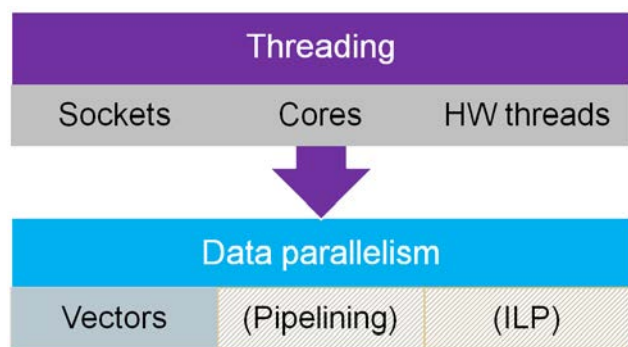 Threading
Sockets Cores HW threads
Data parallelism
Vectors (Pipelining) (ILP)